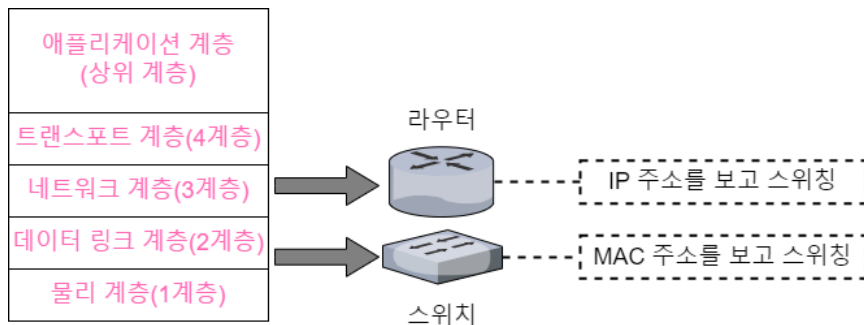 애플리케이션 계층
(상위 계층)
트랜스포트 계층(4계층)
네트워크 계층(3계층)
데이터 링크 계층(2계층)
물리 계층(1계층)
라우터
IP 주소를 보고 스위칭
MAC 주소를 보고 스위칭
스위치